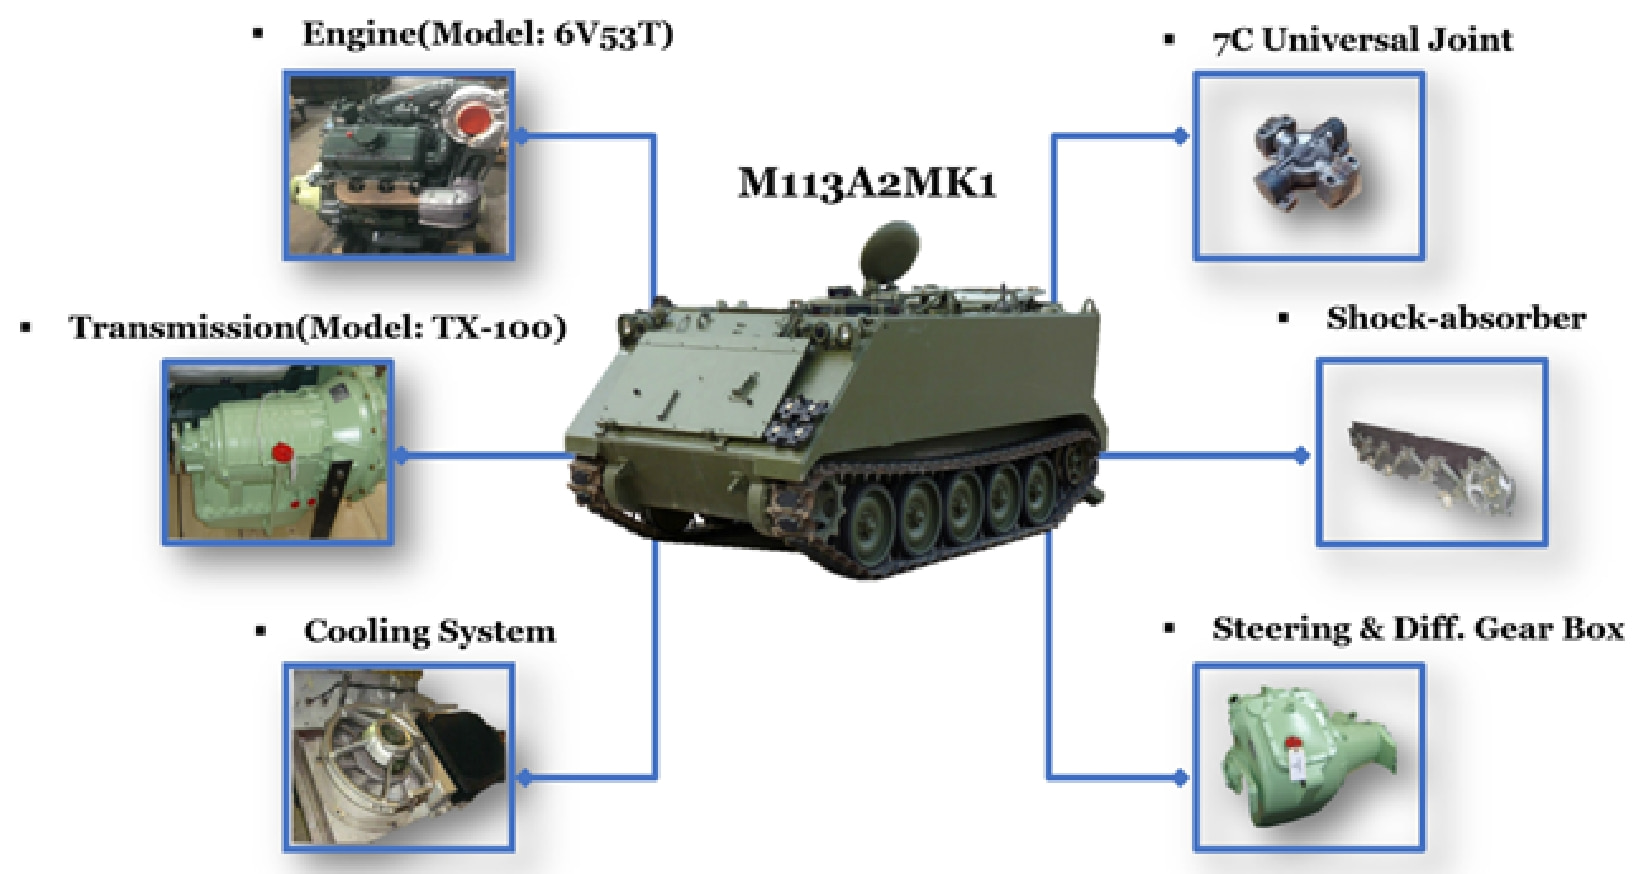 Engine(Model: 6V53T)
7C Universal Joint
M113A2MK1
Transmission(Model: TX-100)
Shock-absorber
Cooling System
Steering & Diff. Gear Box